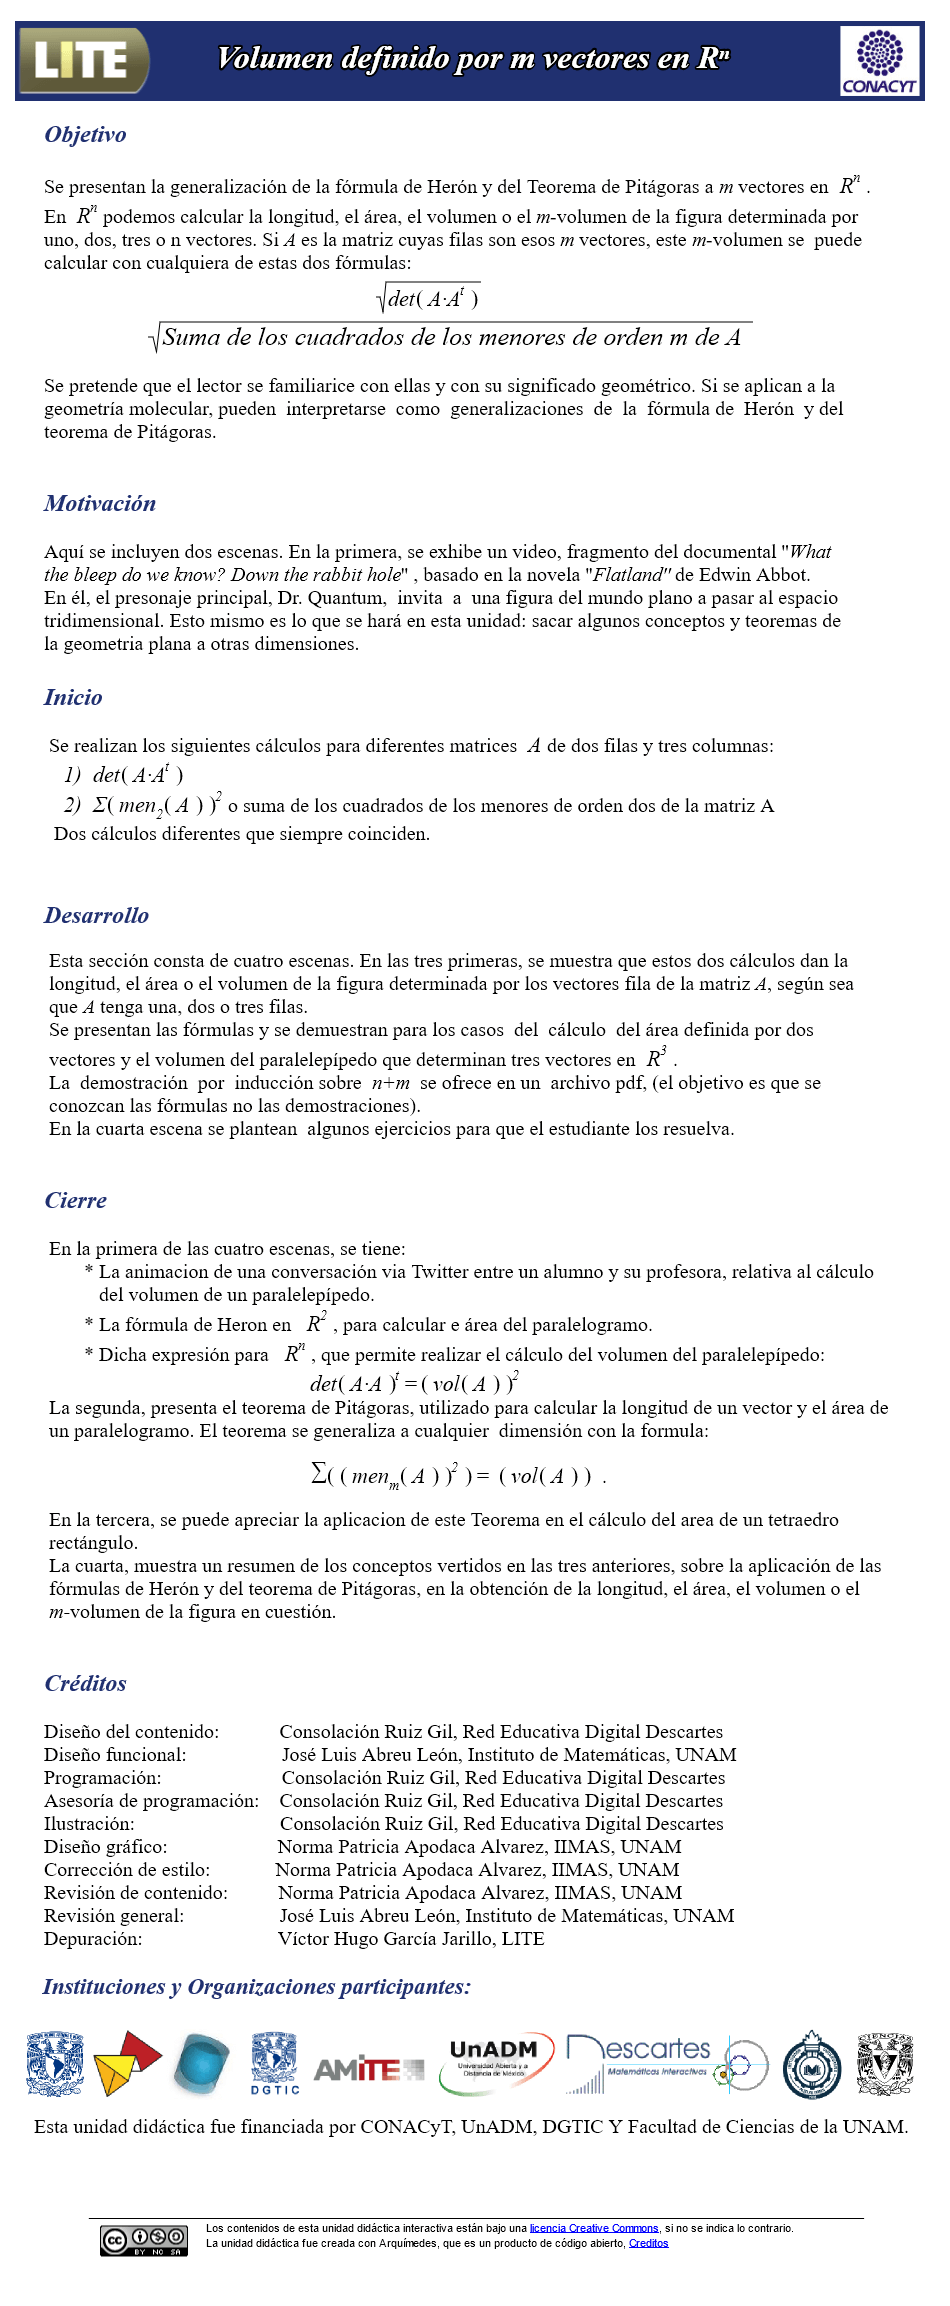 LITE
Volumen definido por m vectores en Rⁿ
CONACYT
Objetivo
Se presentan la generalización de la fórmula de Herón y del Teorema de Pitágoras a m vectores en Rⁿ .
En Rⁿ podemos calcular la longitud, el área, el volumen o el m-volumen de la figura determinada por
uno, dos, tres o n vectores. Si A es la matriz cuyas filas son esos m vectores, este m-volumen se puede
calcular con cualquiera de estas dos fórmulas:
√det( A·Aᵗ )
√Suma de los cuadrados de los menores de orden m de A
Se pretende que el lector se familiarice con ellas y con su significado geométrico. Si se aplican a la
geometría molecular, pueden interpretarse como generalizaciones de la fórmula de Herón y del
teorema de Pitágoras.
Motivación
Aquí se incluyen dos escenas. En la primera, se exhibe un video, fragmento del documental "What
the bleep do we know? Down the rabbit hole" , basado en la novela "Flatland" de Edwin Abbot.
En él, el presonaje principal, Dr. Quantum, invita a una figura del mundo plano a pasar al espacio
tridimensional. Esto mismo es lo que se hará en esta unidad: sacar algunos conceptos y teoremas de
la geometria plana a otras dimensiones.
Inicio
Se realizan los siguientes cálculos para diferentes matrices A de dos filas y tres columnas:
1) det( A·Aᵗ )
2) Σ( men₂( A ) )² o suma de los cuadrados de los menores de orden dos de la matriz A
Dos cálculos diferentes que siempre coinciden.
Desarrollo
Esta sección consta de cuatro escenas. En las tres primeras, se muestra que estos dos cálculos dan la
longitud, el área o el volumen de la figura determinada por los vectores fila de la matriz A, según sea
que A tenga una, dos o tres filas.
Se presentan las fórmulas y se demuestran para los casos del cálculo del área definida por dos
vectores y el volumen del paralelepípedo que determinan tres vectores en R³ .
La demostración por inducción sobre n+m se ofrece en un archivo pdf, (el objetivo es que se
conozcan las fórmulas no las demostraciones).
En la cuarta escena se plantean algunos ejercicios para que el estudiante los resuelva.
Cierre
En la primera de las cuatro escenas, se tiene:
* La animacion de una conversación via Twitter entre un alumno y su profesora, relativa al cálculo
del volumen de un paralelepípedo.
* La fórmula de Heron en R² , para calcular e área del paralelogramo.
* Dicha expresión para Rⁿ , que permite realizar el cálculo del volumen del paralelepípedo:
det( A·A )ᵗ = ( vol( A ) )²
La segunda, presenta el teorema de Pitágoras, utilizado para calcular la longitud de un vector y el área de
un paralelogramo. El teorema se generaliza a cualquier dimensión con la formula:
∑( ( menₘ( A ) )² ) = ( vol( A ) ) .
En la tercera, se puede apreciar la aplicacion de este Teorema en el cálculo del area de un tetraedro
rectángulo.
La cuarta, muestra un resumen de los conceptos vertidos en las tres anteriores, sobre la aplicación de las
fórmulas de Herón y del teorema de Pitágoras, en la obtención de la longitud, el área, el volumen o el
m-volumen de la figura en cuestión.
Créditos
Diseño del contenido: Consolación Ruiz Gil, Red Educativa Digital Descartes
Diseño funcional: José Luis Abreu León, Instituto de Matemáticas, UNAM
Programación: Consolación Ruiz Gil, Red Educativa Digital Descartes
Asesoría de programación: Consolación Ruiz Gil, Red Educativa Digital Descartes
Ilustración: Consolación Ruiz Gil, Red Educativa Digital Descartes
Diseño gráfico: Norma Patricia Apodaca Alvarez, IIMAS, UNAM
Corrección de estilo: Norma Patricia Apodaca Alvarez, IIMAS, UNAM
Revisión de contenido: Norma Patricia Apodaca Alvarez, IIMAS, UNAM
Revisión general: José Luis Abreu León, Instituto de Matemáticas, UNAM
Depuración: Víctor Hugo García Jarillo, LITE
Instituciones y Organizaciones participantes:
DGTIC
AMITE
UnADM
Universidad Abierta y a
Distancia de México
Descartes
Matemáticas interactivas
CIENCIAS
Esta unidad didáctica fue financiada por CONACyT, UnADM, DGTIC Y Facultad de Ciencias de la UNAM.
cc BY NC SA
Los contenidos de esta unidad didáctica interactiva están bajo una licencia Creative Commons, si no se indica lo contrario.
La unidad didáctica fue creada con Arquímedes, que es un producto de código abierto, Creditos